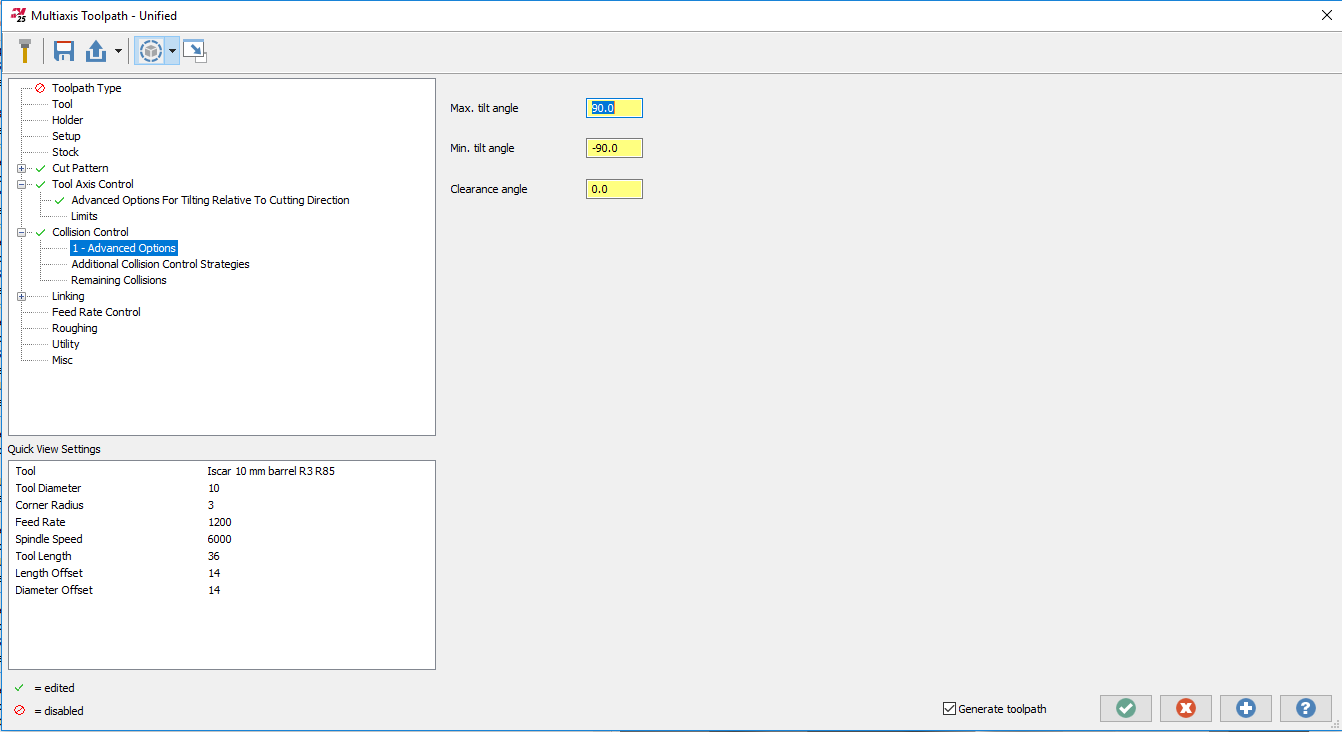 25 Multiaxis Toolpath - Unified
Toolpath Type
Tool
Holder
Setup
Stock
Cut Pattern
Tool Axis Control
Advanced Options For Tilting Relative To Cutting Direction
Limits
Collision Control
1 - Advanced Options
Additional Collision Control Strategies
Remaining Collisions
Linking
Feed Rate Control
Roughing
Utility
Misc
Max. tilt angle 90.0
Min. tilt angle -90.0
Clearance angle 0.0
Quick View Settings
Tool Iscar 10 mm barrel R3 R85
Tool Diameter 10
Corner Radius 3
Feed Rate 1200
Spindle Speed 6000
Tool Length 36
Length Offset 14
Diameter Offset 14
= edited
= disabled
Generate toolpath